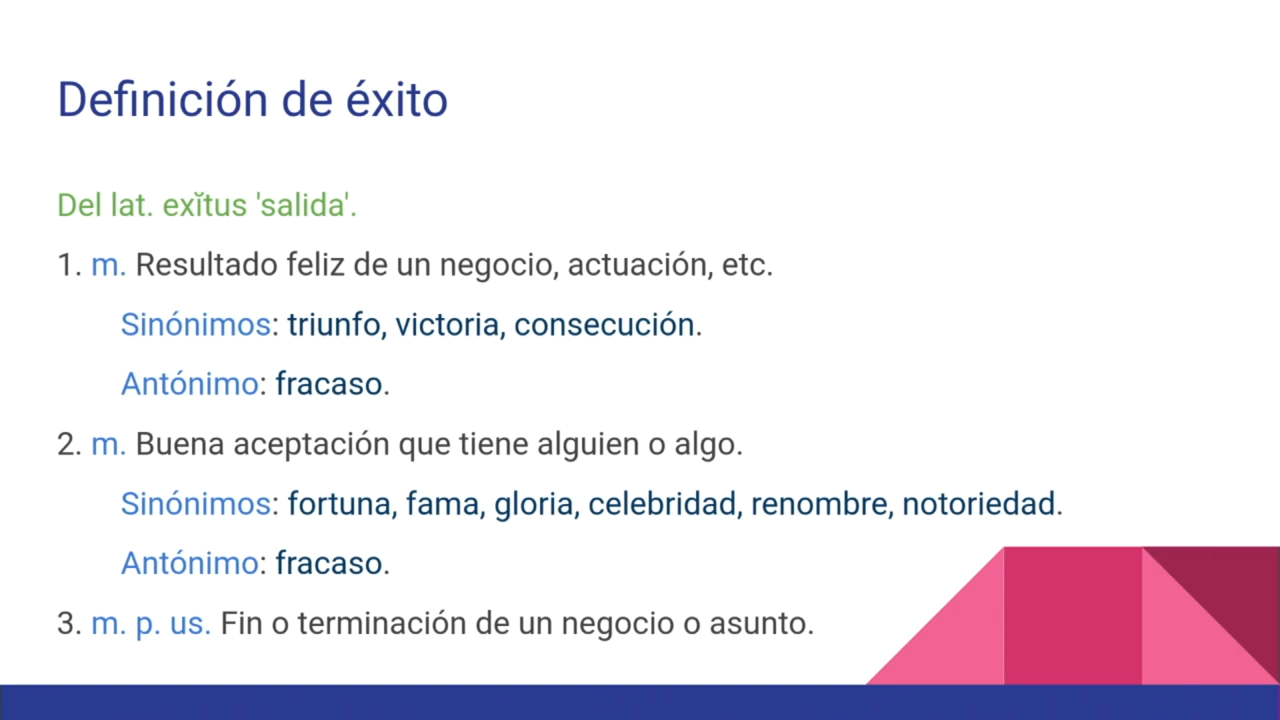 Definición de éxito
Del lat. exĭtus 'salida'.
1. m. Resultado feliz de un negocio, actuación, etc.
Sinónimos: triunfo, victoria, consecución.
Antónimo: fracaso.
2. m. Buena aceptación que tiene alguien o algo.
Sinónimos: fortuna, fama, gloria, celebridad, renombre, notoriedad.
Antónimo: fracaso.
3. m. p. us. Fin o terminación de un negocio o asunto.